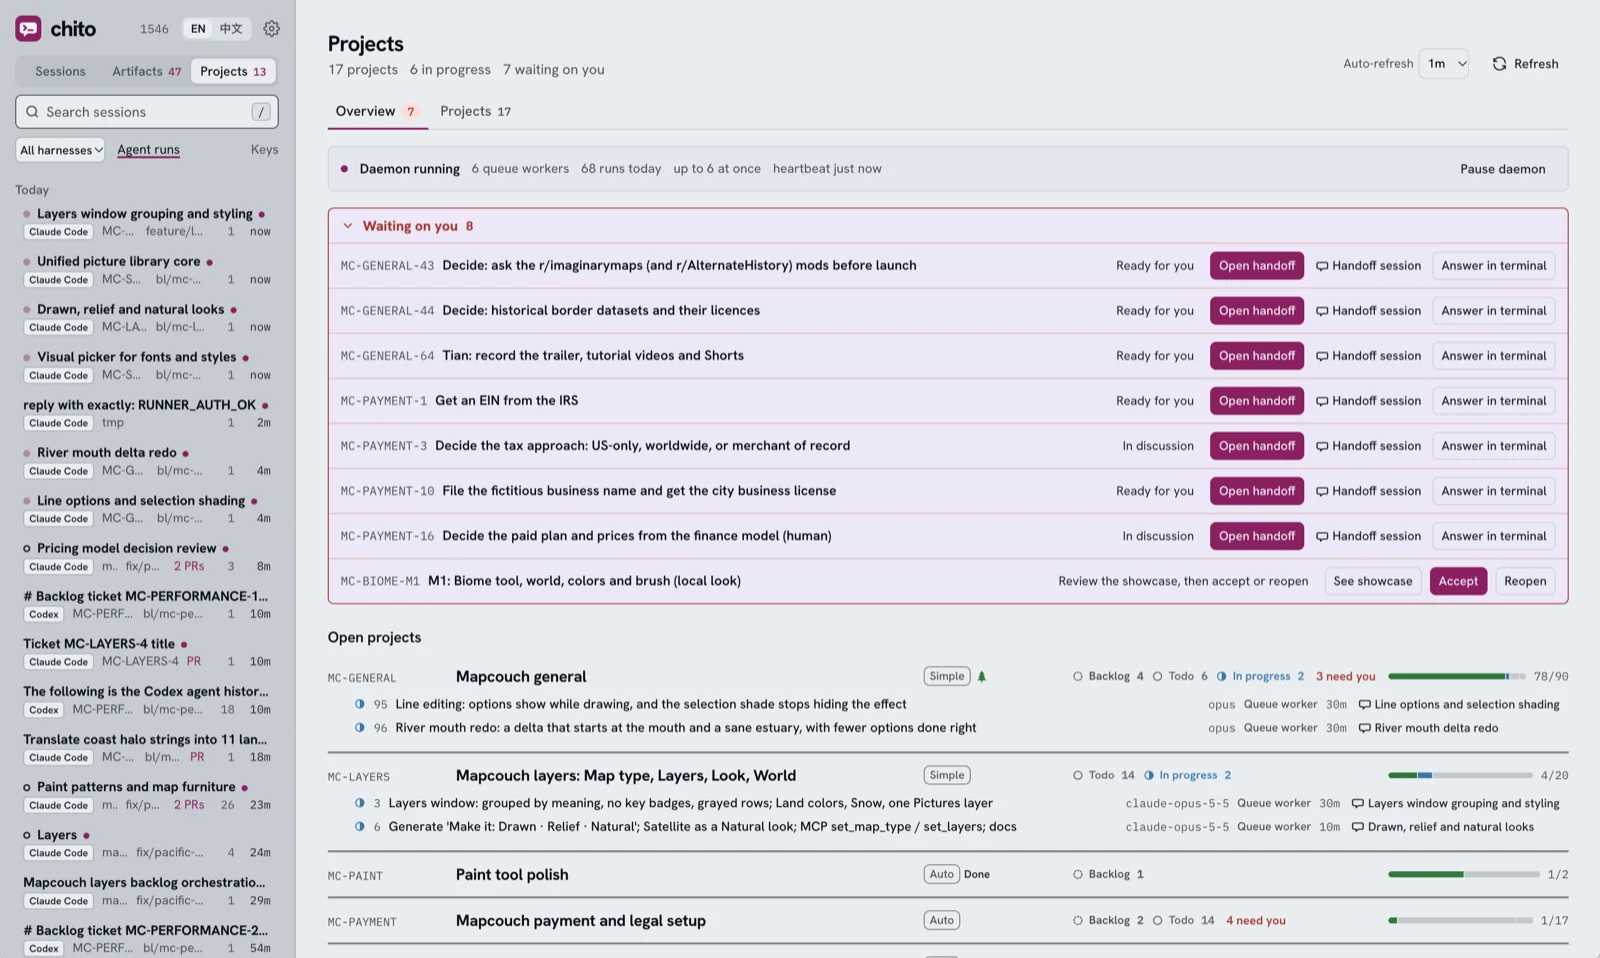 chito 1546 EN 中文
Sessions Artifacts 47 Projects 13
Search sessions /
All harnesses Agent runs Keys
Today
Layers window grouping and styling
Claude Code MC-... feature/l... 1 now
Unified picture library core
Claude Code MC-S... bl/mc-... 1 now
Drawn, relief and natural looks
Claude Code MC-LA... bl/mc-l... 1 now
Visual picker for fonts and styles
Claude Code MC-S... bl/mc-... 1 now
reply with exactly: RUNNER_AUTH_OK
Claude Code tmp 1 2m
River mouth delta redo
Claude Code MC-G... bl/mc-... 1 4m
Line options and selection shading
Claude Code MC-G... bl/mc-... 1 4m
Pricing model decision review
Claude Code m.. fix/p... 2 PRs 3 8m
# Backlog ticket MC-PERFORMANCE-1...
Codex MC-PERF... bl/mc-pe... 1 10m
Ticket MC-LAYERS-4 title
Claude Code MC-LAYERS-4 PR 1 10m
The following is the Codex agent histor...
Codex MC-PERF... bl/mc-pe... 18 10m
Translate coast halo strings into 11 lan...
Claude Code MC-... bl/m... PR 1 18m
Paint patterns and map furniture
Claude Code m.. fix/p... 2 PRs 26 23m
Layers
Claude Code ma... fix/pacific-... 4 24m
Mapcouch layers backlog orchestratio...
Claude Code ma... fix/pacific-... 1 29m
# Backlog ticket MC-PERFORMANCE-2...
Codex MC-PERF... bl/mc-pe... 1 54m
Projects
17 projects 6 in progress 7 waiting on you
Auto-refresh 1m Refresh
Overview 7 Projects 17
Daemon running 6 queue workers 68 runs today up to 6 at once heartbeat just now Pause daemon
Waiting on you 8
MC-GENERAL-43 Decide: ask the r/imaginarymaps (and r/AlternateHistory) mods before launch Ready for you Open handoff Handoff session Answer in terminal
MC-GENERAL-44 Decide: historical border datasets and their licences Ready for you Open handoff Handoff session Answer in terminal
MC-GENERAL-64 Tian: record the trailer, tutorial videos and Shorts Ready for you Open handoff Handoff session Answer in terminal
MC-PAYMENT-1 Get an EIN from the IRS Ready for you Open handoff Handoff session Answer in terminal
MC-PAYMENT-3 Decide the tax approach: US-only, worldwide, or merchant of record In discussion Open handoff Handoff session Answer in terminal
MC-PAYMENT-10 File the fictitious business name and get the city business license Ready for you Open handoff Handoff session Answer in terminal
MC-PAYMENT-16 Decide the paid plan and prices from the finance model (human) In discussion Open handoff Handoff session Answer in terminal
MC-BIOME-M1 M1: Biome tool, world, colors and brush (local look) Review the showcase, then accept or reopen See showcase Accept Reopen
Open projects
MC-GENERAL Mapcouch general Simple Backlog 4 Todo 6 In progress 2 3 need you 78/90
95 Line editing: options show while drawing, and the selection shade stops hiding the effect opus Queue worker 30m Line options and selection shading
96 River mouth redo: a delta that starts at the mouth and a sane estuary, with fewer options done right opus Queue worker 30m River mouth delta redo
MC-LAYERS Mapcouch layers: Map type, Layers, Look, World Simple Todo 14 In progress 2 4/20
3 Layers window: grouped by meaning, no key badges, grayed rows; Land colors, Snow, one Pictures layer claude-opus-5-5 Queue worker 30m Layers window grouping and styling
6 Generate 'Make it: Drawn · Relief · Natural'; Satellite as a Natural look; MCP set_map_type / set_layers; docs claude-opus-5-5 Queue worker 10m Drawn, relief and natural looks
MC-PAINT Paint tool polish Auto Done Backlog 1 1/2
MC-PAYMENT Mapcouch payment and legal setup Auto Backlog 2 Todo 14 4 need you 1/17